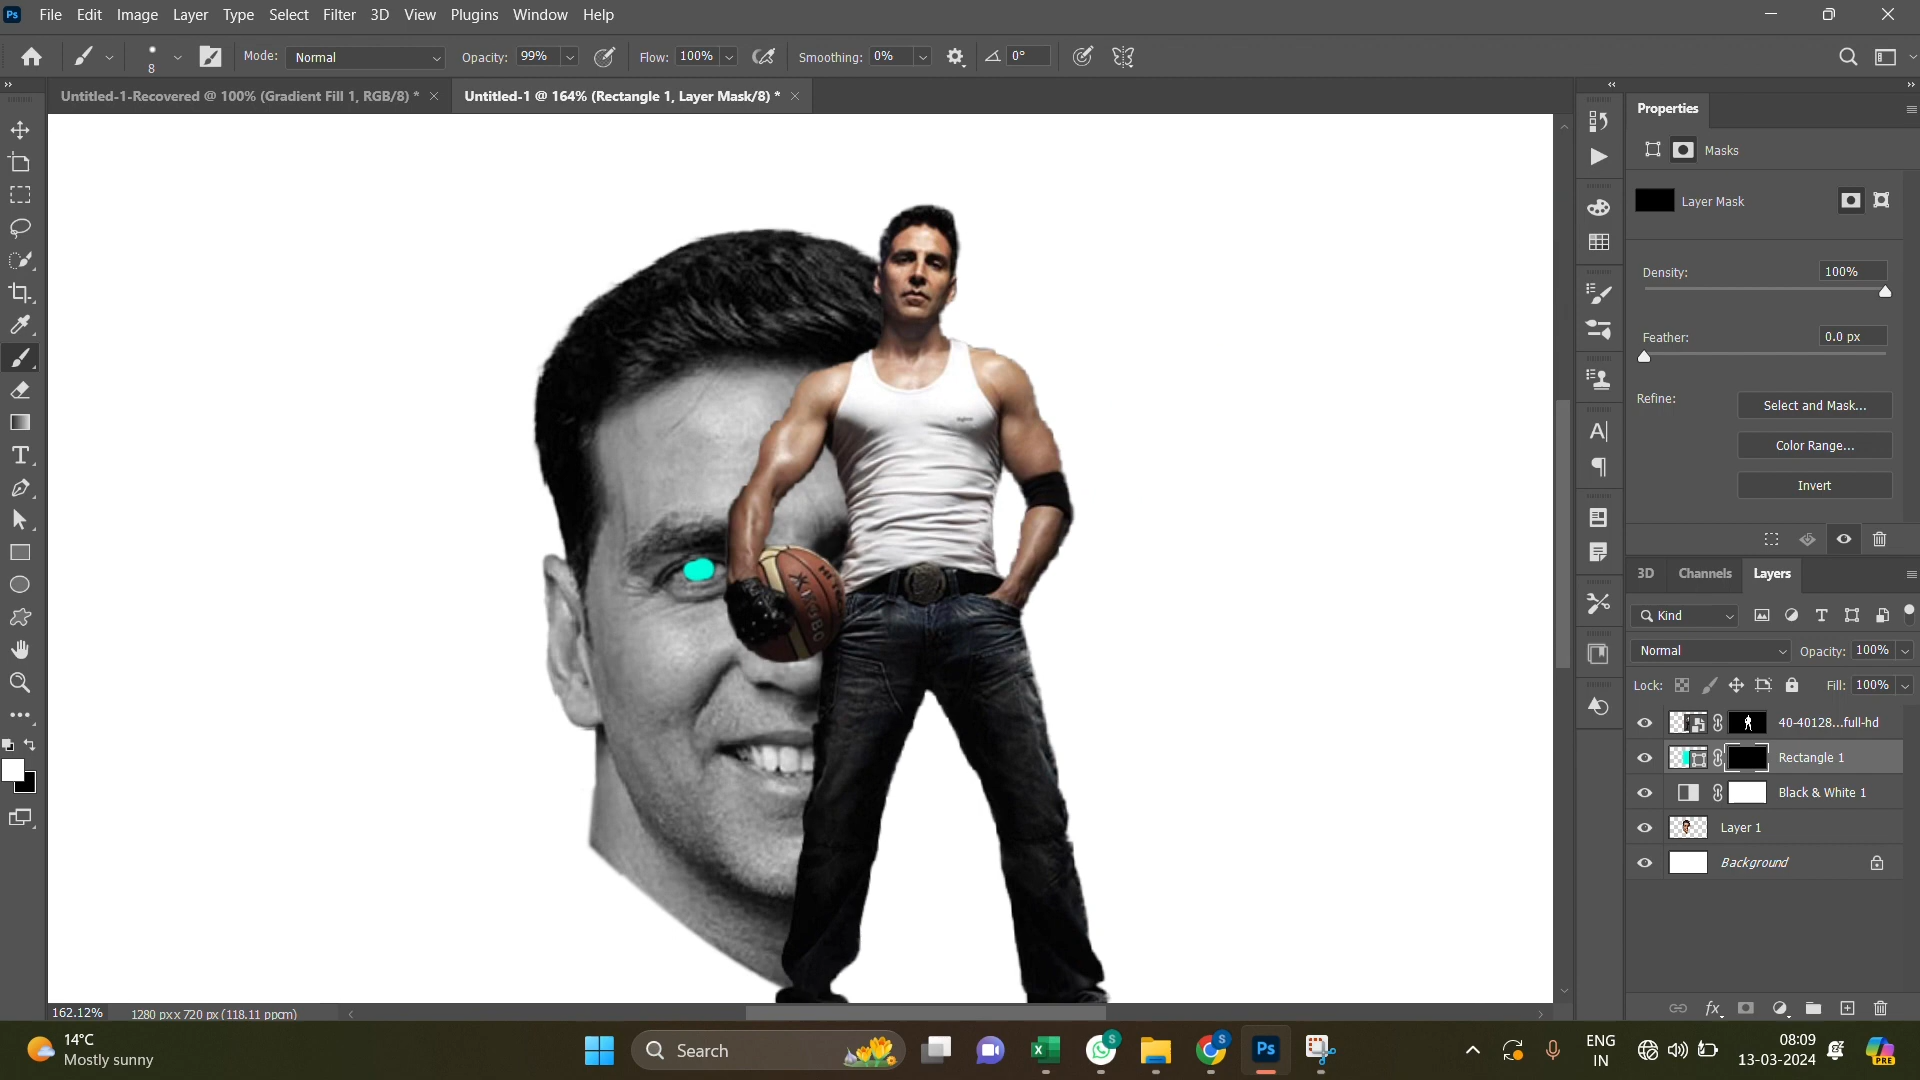 Ps File Edit Image Layer Type Select Filter 3D View Plugins Window Help
8 Mode: Normal Opacity: 99% Flow: 100% Smoothing: 0% 0°
Untitled-1-Recovered @ 100% (Gradient Fill 1, RGB/8) * Untitled-1 @ 164% (Rectangle 1, Layer Mask/8) *
Properties
Masks
Layer Mask
Density: 100%
Feather: 0.0 px
Refine: Select and Mask...
Color Range...
Invert
3D Channels Layers
Kind
Normal Opacity: 100%
Lock: Fill: 100%
40-40128...full-hd
Rectangle 1
Black & White 1
Layer 1
Background
162.12% 1280 px x 720 px (118.11 ppcm)
14°C
Mostly sunny
Search
S
S
Ps
ENG
IN
08:09
13-03-2024
PRE